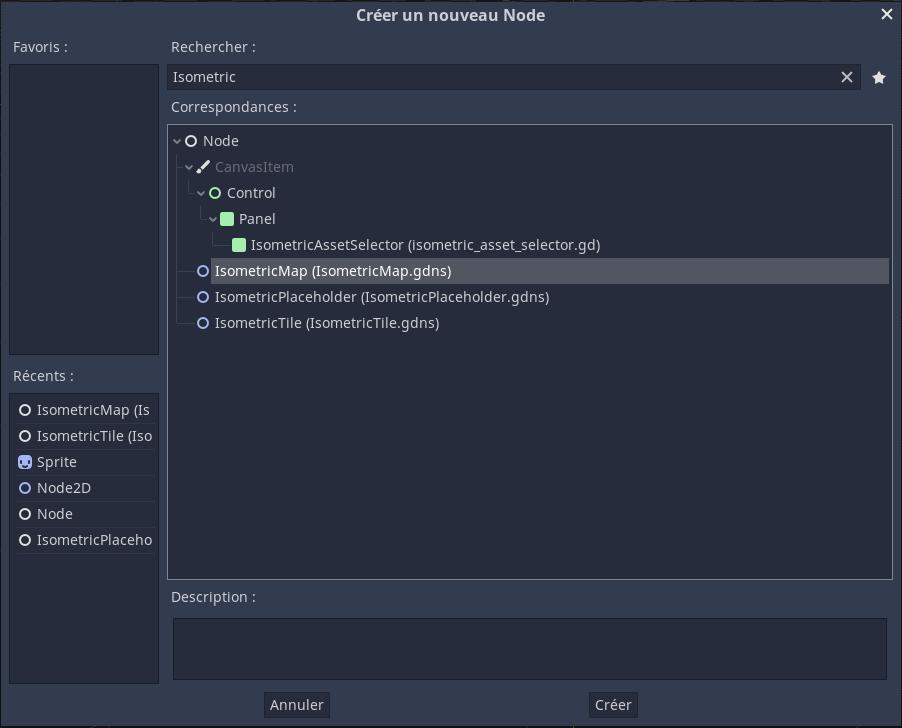 Créer un nouveau Node
Favoris :
Rechercher :
Isometric
Correspondances :
Node
CanvasItem
Control
Panel
IsometricAssetSelector (isometric_asset_selector.gd)
IsometricMap (IsometricMap.gdns)
IsometricPlaceholder (IsometricPlaceholder.gdns)
IsometricTile (IsometricTile.gdns)
Récents :
IsometricMap (Is
IsometricTile (Iso
Sprite
Node2D
Node
IsometricPlaceho
Description :
Annuler
Créer